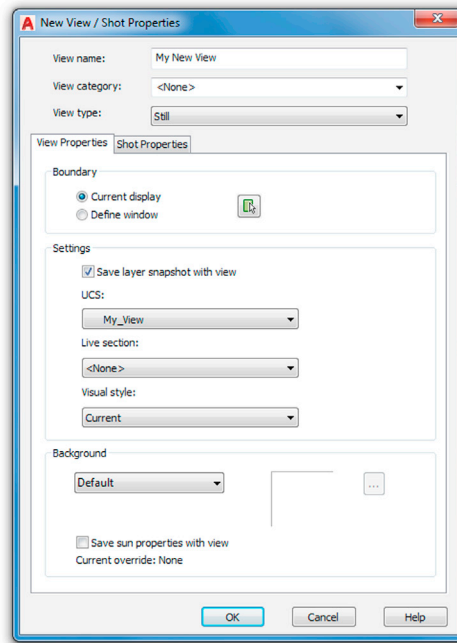 A New View / Shot Properties
View name: My New View
View category: <None>
View type: Still
View Properties Shot Properties
Boundary
Current display
Define window
Settings
Save layer snapshot with view
UCS:
My_View
Live section:
<None>
Visual style:
Current
Background
Default
...
Save sun properties with view
Current override: None
OK Cancel Help